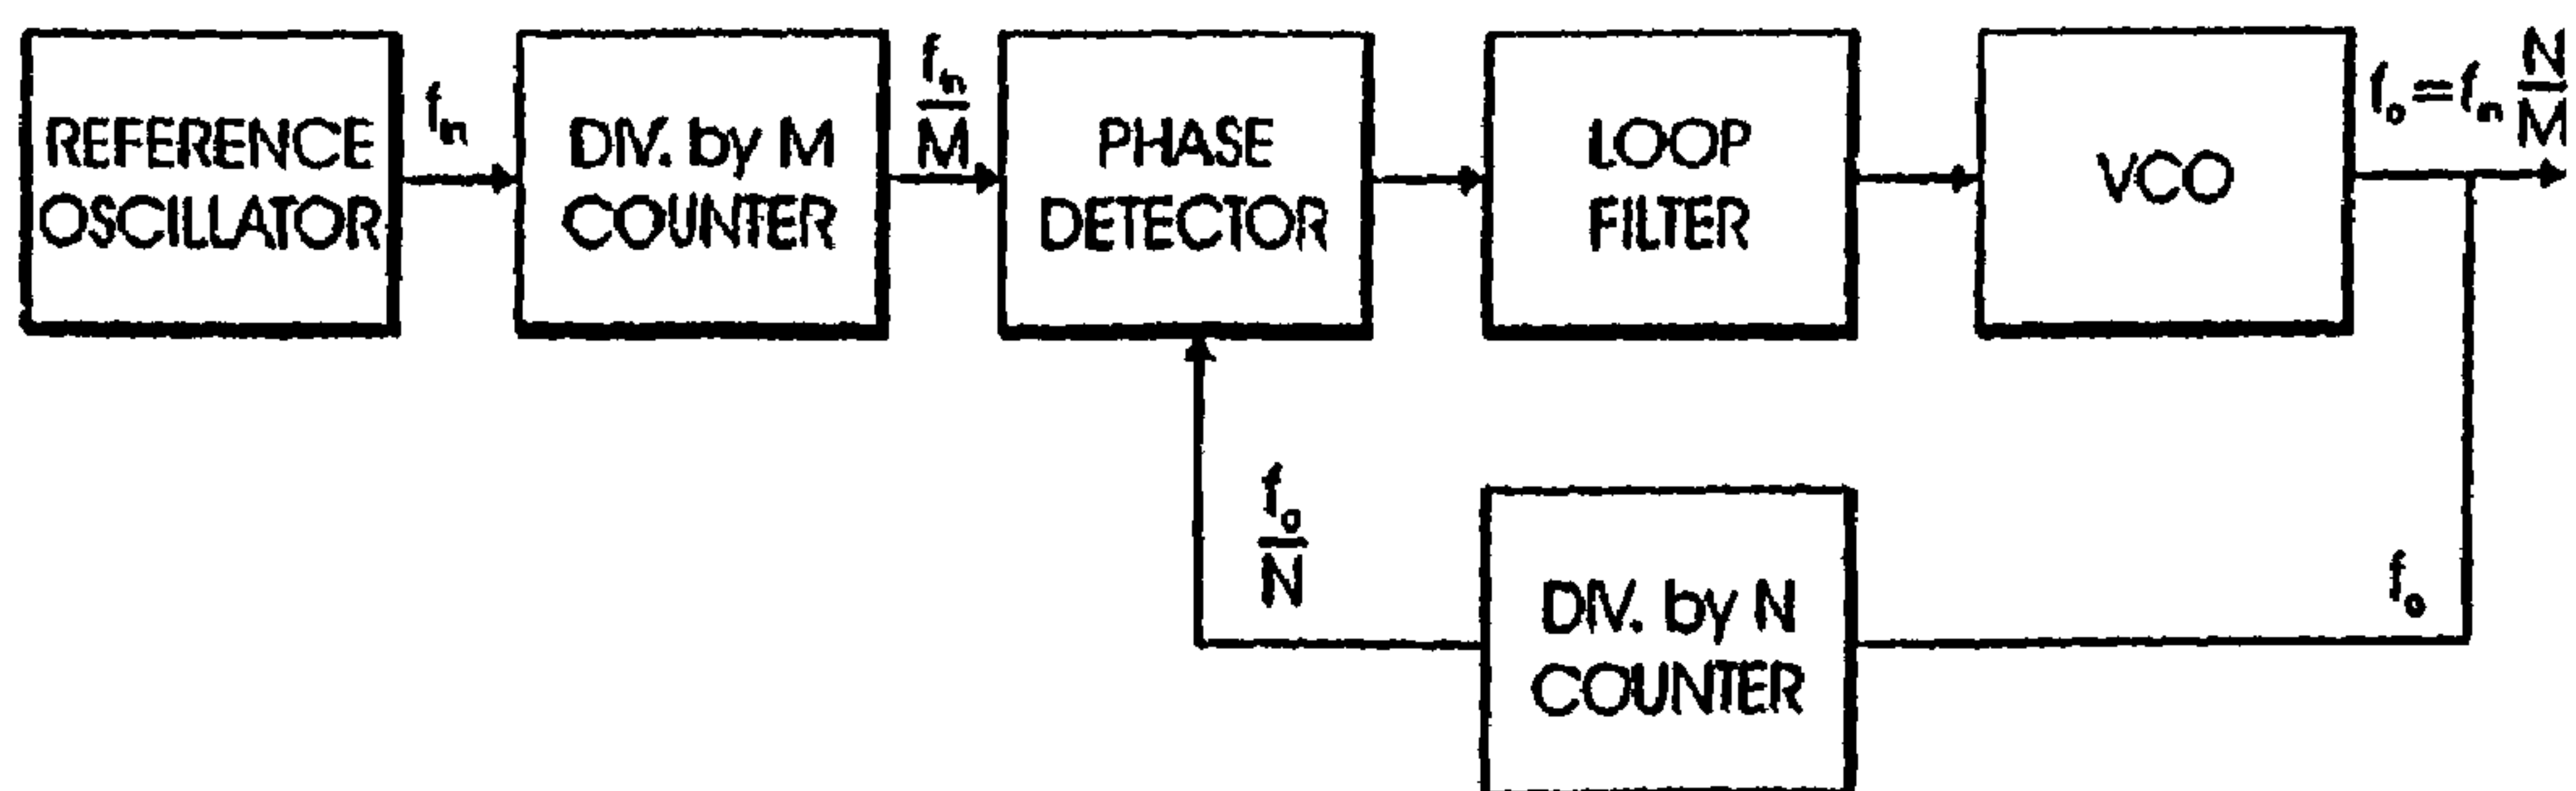 REFERENCE
OSCILLATOR
fin
DIV. by M
COUNTER
fin
M
PHASE
DETECTOR
LOOP
FILTER
VCO
fo=fin N
M
fo
N
DIV. by N
COUNTER
fo